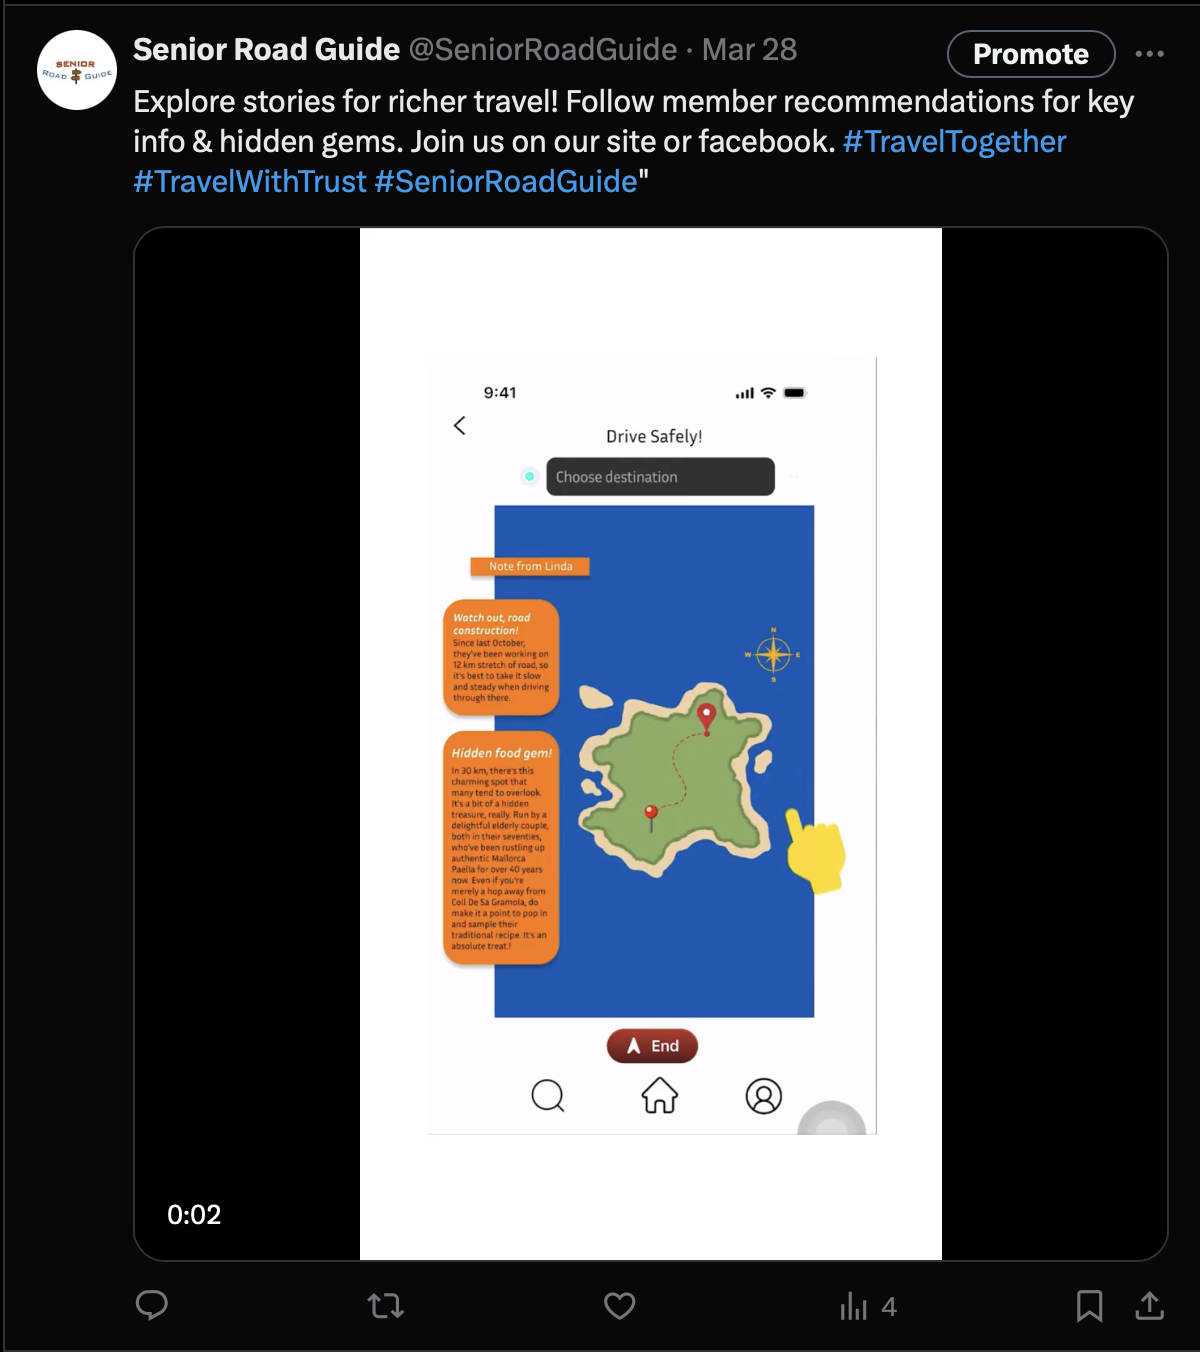 Senior Road Guide @SeniorRoadGuide · Mar 28
Promote
SENIOR
ROAD GUIDE
Explore stories for richer travel! Follow member recommendations for key
info & hidden gems. Join us on our site or facebook. #TravelTogether
#TravelWithTrust #SeniorRoadGuide"
9:41
Drive Safely!
Choose destination
Note from Linda
Watch out, road
construction!
Since last October,
they've been working on
12 km stretch of road, so
it's best to take it slow
and steady when driving
through there.
N
W E
S
Hidden food gem!
In 30 km, there's this
charming spot that
many tend to overlook.
It's a bit of a hidden
treasure, really. Run by a
delightful elderly couple,
both in their seventies,
who've been rustling up
authentic Mallorca
Paella for over 40 years
now. Even if you're
merely a hop away from
Coll De Sa Gramola, do
make it a point to pop in
and sample their
traditional recipe. It's an
absolute treat.!
End
0:02
4